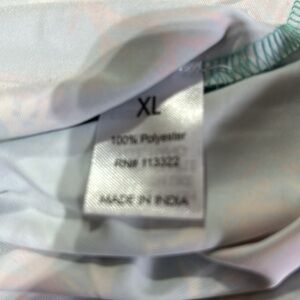 XL
100% Polyester
RN# 113322
MADE IN INDIA